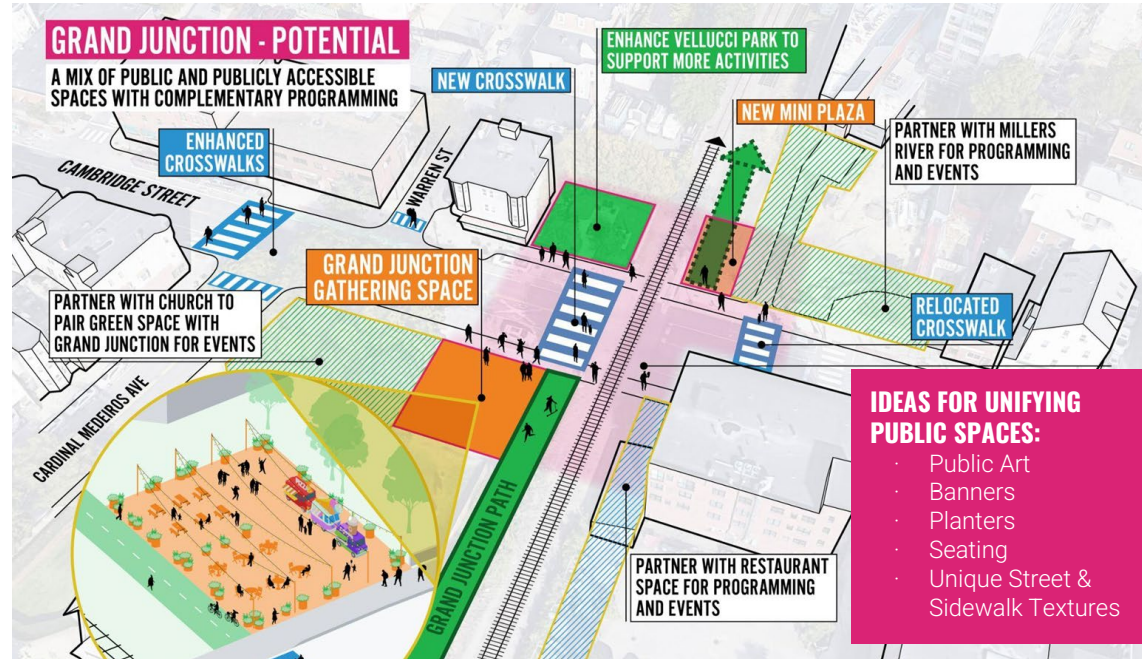 GRAND JUNCTION - POTENTIAL
A MIX OF PUBLIC AND PUBLICLY ACCESSIBLE
SPACES WITH COMPLEMENTARY PROGRAMMING
ENHANCED
CROSSWALKS
CAMBRIDGE STREET
WARREN ST
NEW CROSSWALK
ENHANCE VELLUCCI PARK TO
SUPPORT MORE ACTIVITIES
NEW MINI PLAZA
PARTNER WITH MILLERS
RIVER FOR PROGRAMMING
AND EVENTS
GRAND JUNCTION
GATHERING SPACE
PARTNER WITH CHURCH TO
PAIR GREEN SPACE WITH
GRAND JUNCTION FOR EVENTS
RELOCATED
CROSSWALK
CARDINAL MEDEIROS AVE
GRAND JUNCTION PATH
PARTNER WITH RESTAURANT
SPACE FOR PROGRAMMING
AND EVENTS
IDEAS FOR UNIFYING
PUBLIC SPACES:
· Public Art
· Banners
· Planters
· Seating
· Unique Street &
Sidewalk Textures